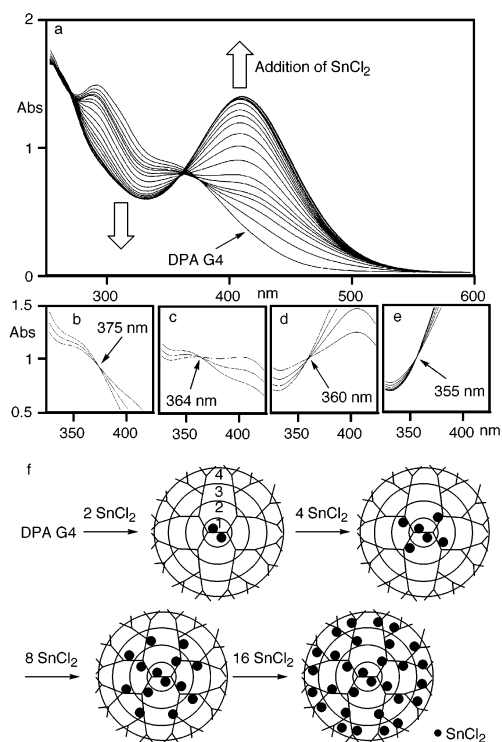 2
a
Addition of SnCl2
Abs
1
DPA G4
0
300 400 nm 500 600
1.5
b
c
d
e
Abs
375 nm
1
364 nm
360 nm
355 nm
0.5
350 400 350 400 350 400 350 400 nm
f
4
3
2
1
DPA G4
2 SnCl2
4 SnCl2
8 SnCl2
16 SnCl2
SnCl2